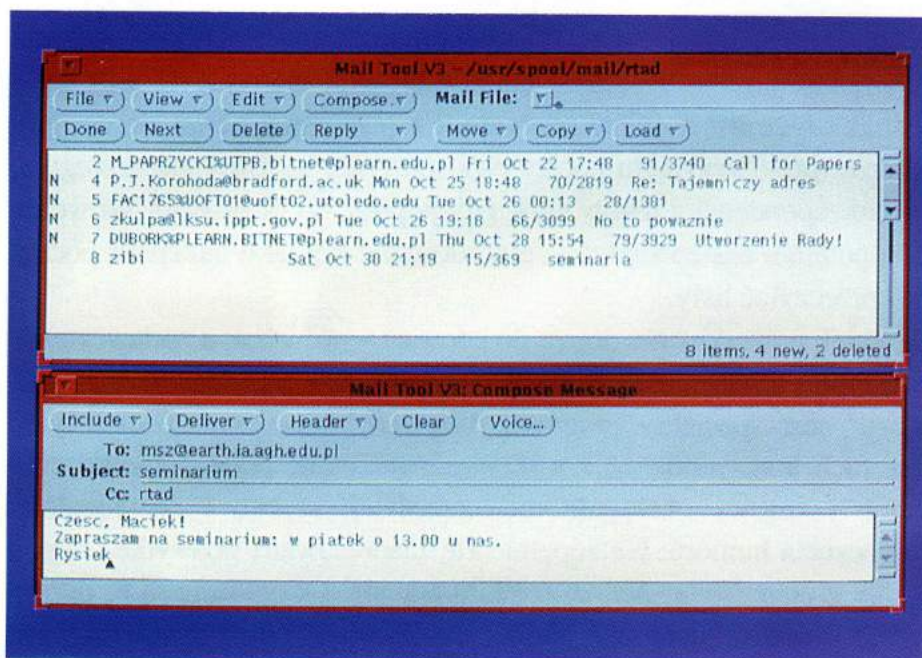 Mail Tool V3 - /usr/spool/mail/rtad
File View Edit Compose Mail File:
Done Next Delete Reply Move Copy Load
2 M_PAPRZYCKI%UTPB.bitnet@plearn.edu.pl Fri Oct 22 17:48 91/3740 Call for Papers
N 4 P.J.Korohoda@bradford.ac.uk Mon Oct 25 18:48 70/2819 Re: Tajemniczy adres
N 5 FAC1765%UOFT01@uoft02.utoledo.edu Tue Oct 26 00:13 28/1381
N 6 zkulpa@lksu.ippt.gov.pl Tue Oct 26 19:18 66/3099 No to powaznie
N 7 DUBORK%PLEARN.BITNET@plearn.edu.pl Thu Oct 28 15:54 79/3929 Utworzenie Rady!
8 zibi Sat Oct 30 21:19 15/369 seminaria
8 items, 4 new, 2 deleted
Mail Tool V3: Compose Message
Include Deliver Header Clear Voice...
To: msz@earth.ia.agh.edu.pl
Subject: seminarium
Cc: rtad
Czesc, Maciek!
Zapraszam na seminarium: w piatek o 13.00 u nas.
Rysiek